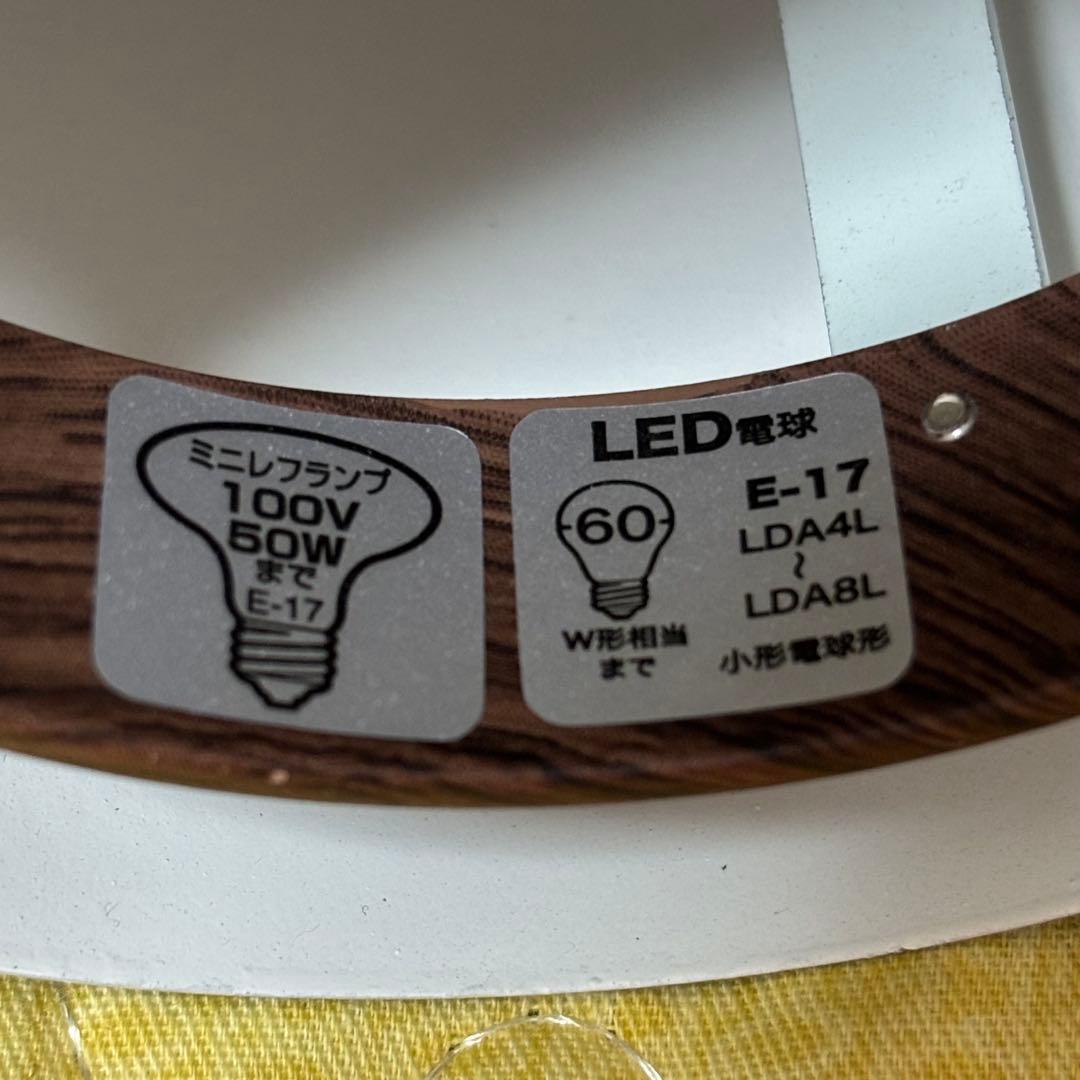 ミニレフランプ
100V
50W
まで
E-17
LED電球
60
W形相当
まで
E-17
LDA4L
～
LDA8L
小形電球形